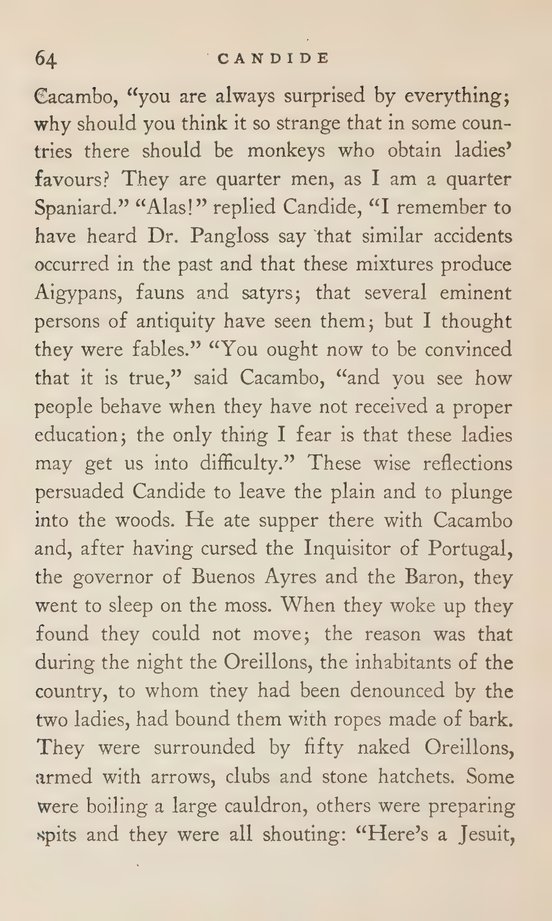 64 CANDIDE
Cacambo, “you are always surprised by everything;
why should you think it so strange that in some coun-
tries there should be monkeys who obtain ladies’
favours? They are quarter men, as I am a quarter
Spaniard.” “Alas!” replied Candide, “I remember to
have heard Dr. Pangloss say that similar accidents
occurred in the past and that these mixtures produce
Aigypans, fauns and satyrs; that several eminent
persons of antiquity have seen them; but I thought
they were fables.” “You ought now to be convinced
that it is true,” said Cacambo, “and you see how
people behave when they have not received a proper
education; the only thing I fear is that these ladies
may get us into difficulty.” These wise reflections
persuaded Candide to leave the plain and to plunge
into the woods. He ate supper there with Cacambo
and, after having cursed the Inquisitor of Portugal,
the governor of Buenos Ayres and the Baron, they
went to sleep on the moss. When they woke up they
found they could not move; the reason was that
during the night the Oreillons, the inhabitants of the
country, to whom they had been denounced by the
two ladies, had bound them with ropes made of bark.
They were surrounded by fifty naked Oreillons,
armed with arrows, clubs and stone hatchets. Some
were boiling a large cauldron, others were preparing
spits and they were all shouting: “Here’s a Jesuit,